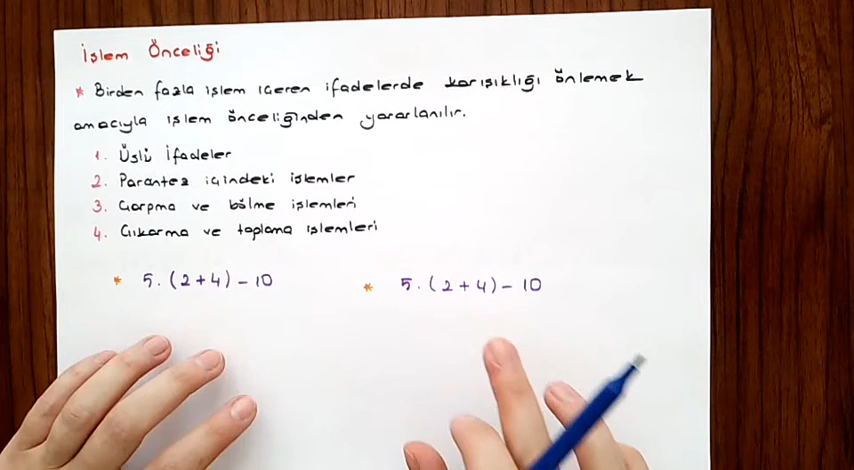 İşlem Önceliği
* Birden fazla işlem içeren ifadelerde karışıklığı önlemek
amacıyla işlem önceliğinden yararlanılır.
1. Üslü İfadeler
2. Parantez içindeki işlemler
3. Çarpma ve bölme işlemleri
4. Çıkarma ve toplama işlemleri
* 5.(2+4)-10
* 5.(2+4)-10